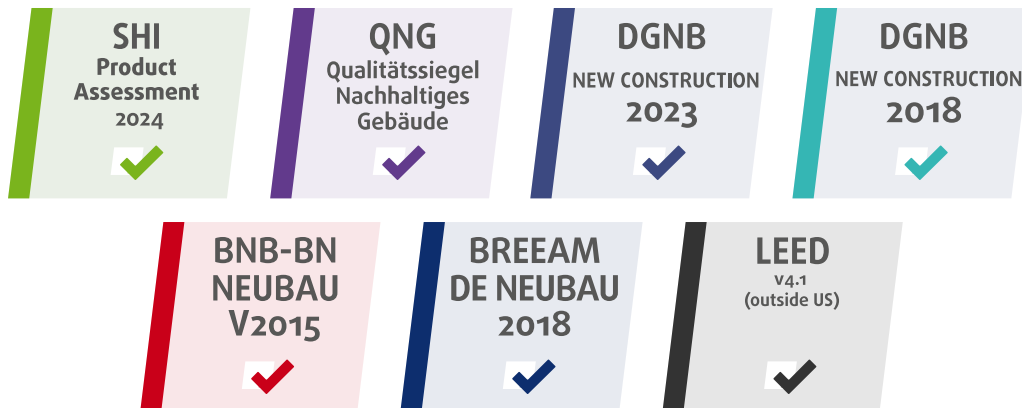 SHI
Product
Assessment
2024
QNG
Qualitätssiegel
Nachhaltiges
Gebäude
DGNB
NEW CONSTRUCTION
2023
DGNB
NEW CONSTRUCTION
2018
BNB-BN
NEUBAU
V2015
BREEAM
DE NEUBAU
2018
LEED
v4.1
(outside US)